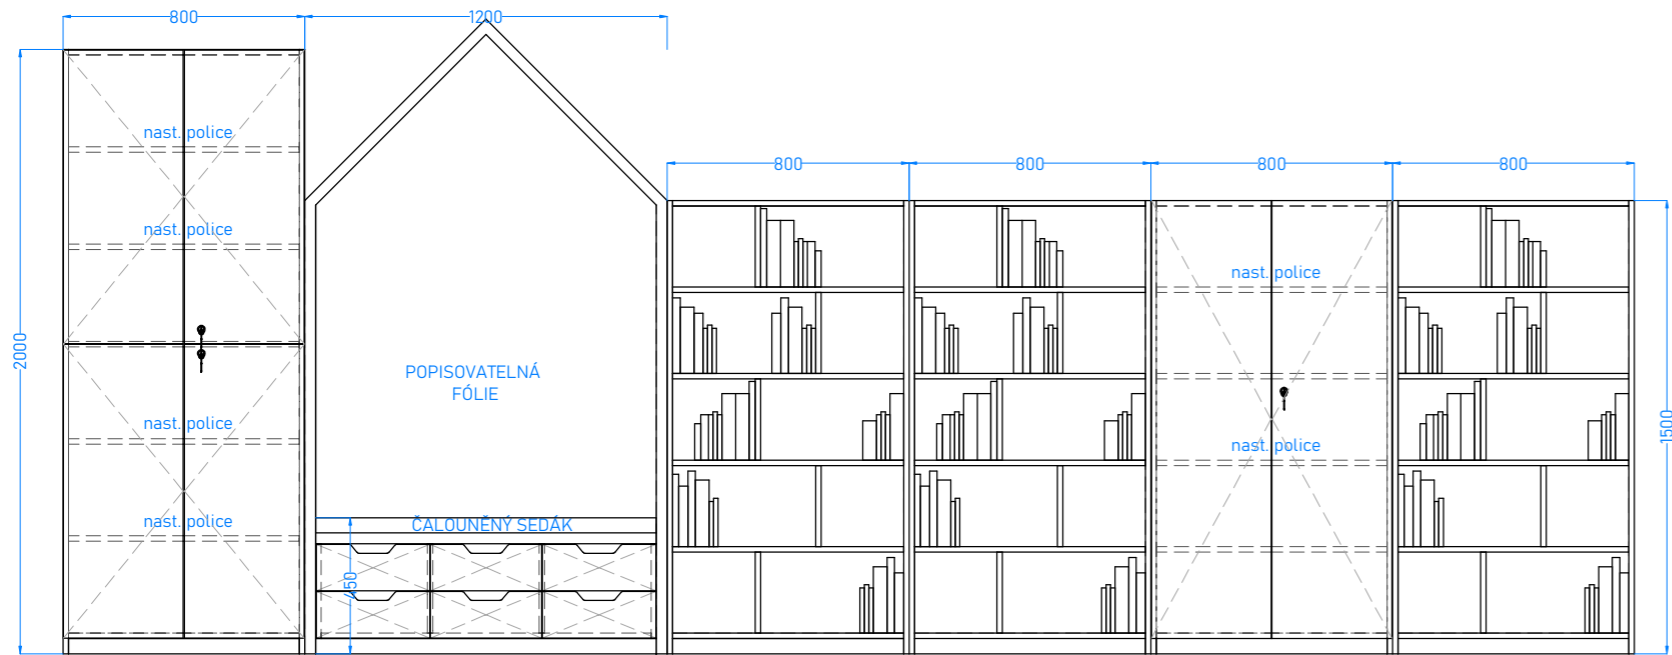 800
1200
800
800
800
800
nast. police
nast. police
nast. police
nast. police
2000
POPISOVATELNÁ
FÓLIE
ČALOUNĚNÝ SEDÁK
450
nast. police
nast. police
1500